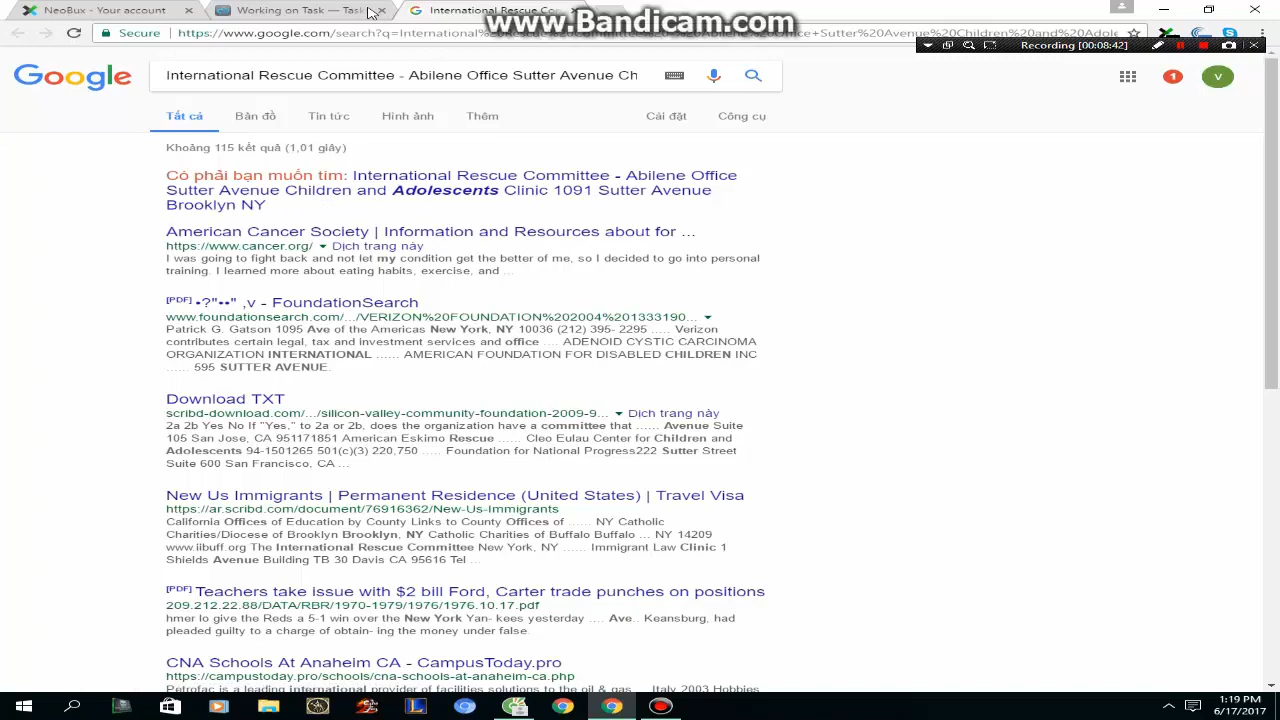 NeoBux - Your account
Working on Task — Task
International Rescue Co
www.Bandicam.com
Secure https://www.google.com/search?q=International
Recording [00:08:42]
Google
International Rescue Committee - Abilene Office Sutter Avenue Ch
1
v
Tất cả Bản đồ Tin tức Hình ảnh Thêm Cài đặt Công cụ
Khoảng 115 kết quả (1,01 giây)
Có phải bạn muốn tìm: International Rescue Committee - Abilene Office
Sutter Avenue Children and Adolescents Clinic 1091 Sutter Avenue
Brooklyn NY
American Cancer Society | Information and Resources about for ...
https://www.cancer.org/ Dịch trang này
I was going to fight back and not let my condition get the better of me, so I decided to go into personal
training. I learned more about eating habits, exercise, and ...
[PDF] •?"••" ,v - FoundationSearch
www.foundationsearch.com/.../VERIZON%20FOUNDATION%202004%201333190...
Patrick G. Gatson 1095 Ave of the Americas New York, NY 10036 (212) 395- 2295 ..... Verizon
contributes certain legal, tax and investment services and office .... ADENOID CYSTIC CARCINOMA
ORGANIZATION INTERNATIONAL ...... AMERICAN FOUNDATION FOR DISABLED CHILDREN INC
...... 595 SUTTER AVENUE.
Download TXT
scribd-download.com/.../silicon-valley-community-foundation-2009-9... Dịch trang này
2a 2b Yes No If "Yes," to 2a or 2b, does the organization have a committee that ...... Avenue Suite
105 San Jose, CA 951171851 American Eskimo Rescue ...... Cleo Eulau Center for Children and
Adolescents 94-1501265 501(c)(3) 220,750 ..... Foundation for National Progress222 Sutter Street
Suite 600 San Francisco, CA ...
New Us Immigrants | Permanent Residence (United States) | Travel Visa
https://ar.scribd.com/document/76916362/New-Us-Immigrants
California Offices of Education by County Links to County Offices of ...... NY Catholic
Charities/Diocese of Brooklyn Brooklyn, NY Catholic Charities of Buffalo Buffalo ... NY 14209
www.iibuff.org The International Rescue Committee New York, NY ...... Immigrant Law Clinic 1
Shields Avenue Building TB 30 Davis CA 95616 Tel ...
[PDF] Teachers take issue with $2 bill Ford, Carter trade punches on positions
209.212.22.88/DATA/RBR/1970-1979/1976/1976.10.17.pdf
hmer lo give the Reds a 5-1 win over the New York Yan- kees yesterday .... Ave.. Keansburg, had
pleaded guilty to a charge of obtain- ing the money under false.
CNA Schools At Anaheim CA - CampusToday.pro
https://campustoday.pro/schools/cna-schools-at-anaheim-ca.php
Petrofac is a leading international provider of facilities solutions to the oil & gas ... Italy 2003 Hobbies
1:19 PM
6/17/2017